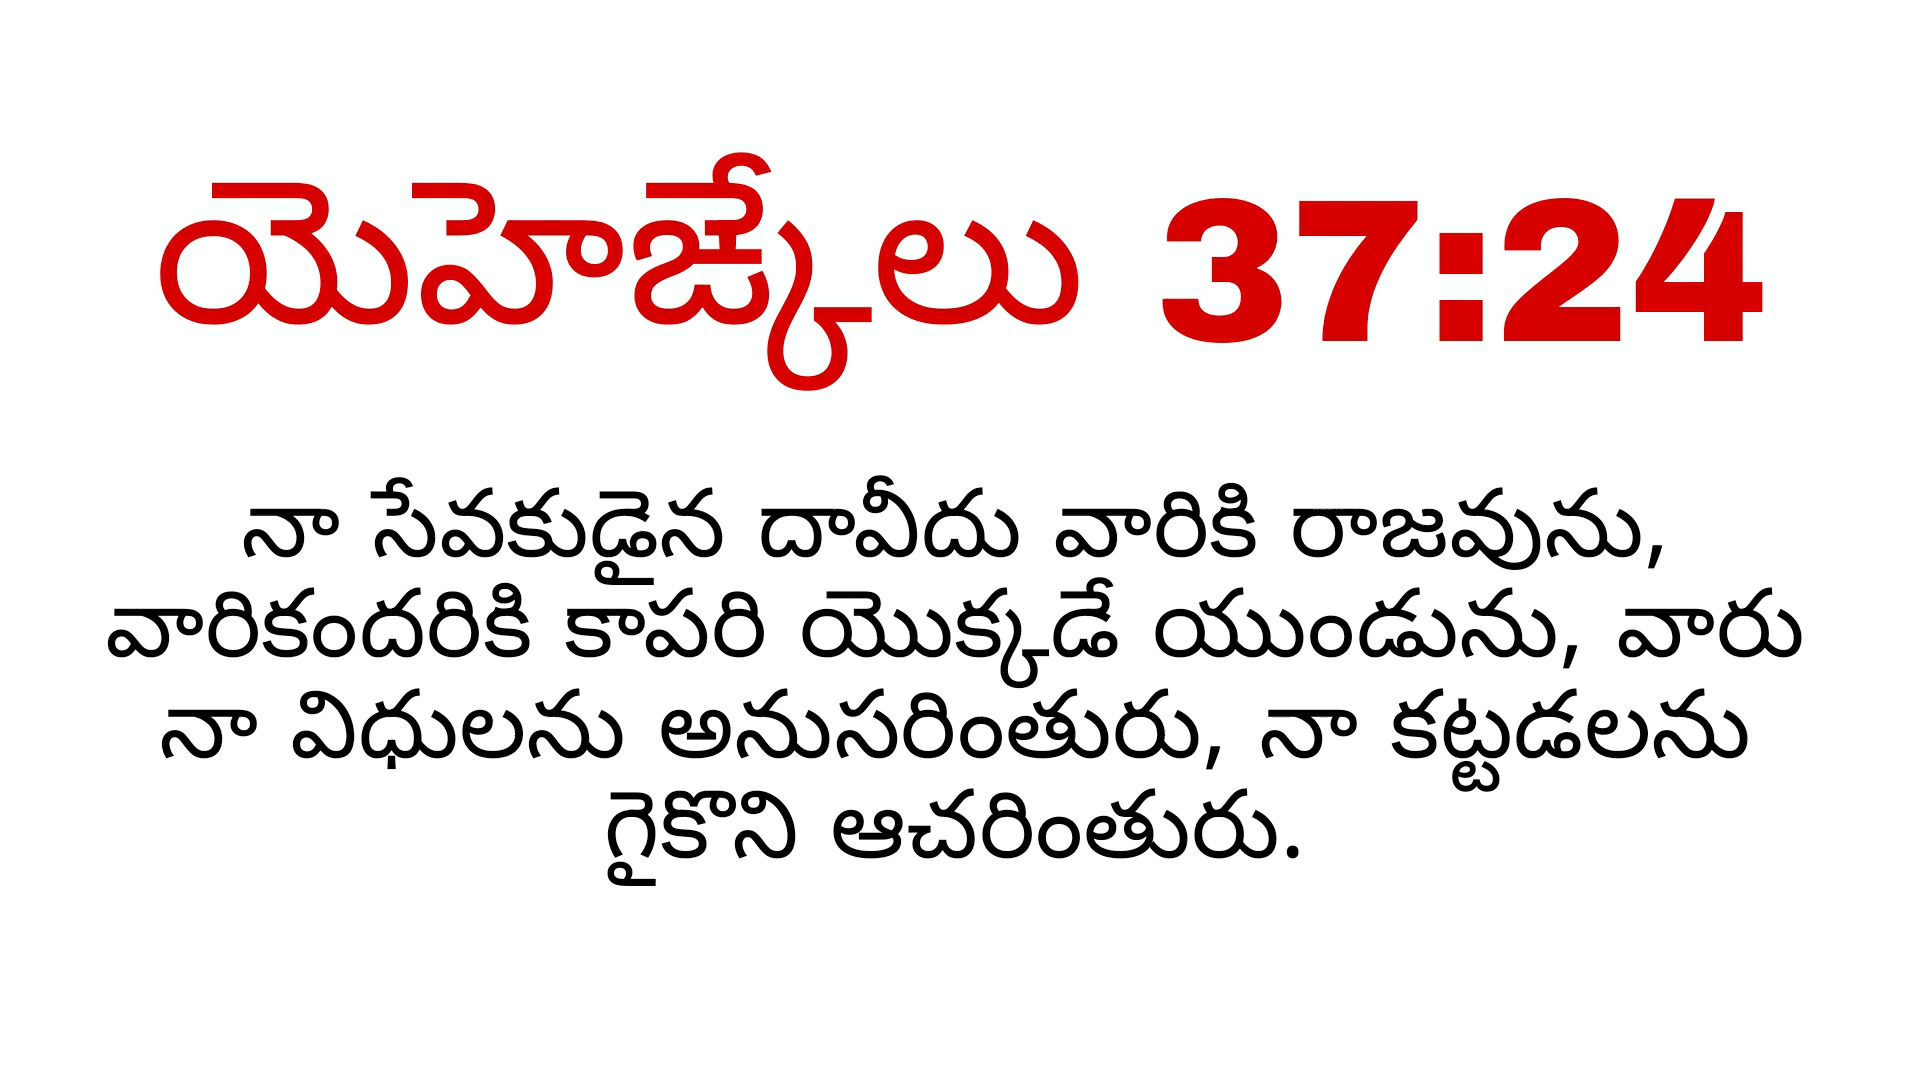 యెహెఙ్కేలు 37:24
నా సేవకుడైన దావీదు వారికి రాజవును,
వారికందరికి కాపరి యొక్కడే యుండును, వారు
నా విధులను అనుసరింతురు, నా కట్టడలను
గైకొని ఆచరింతురు.